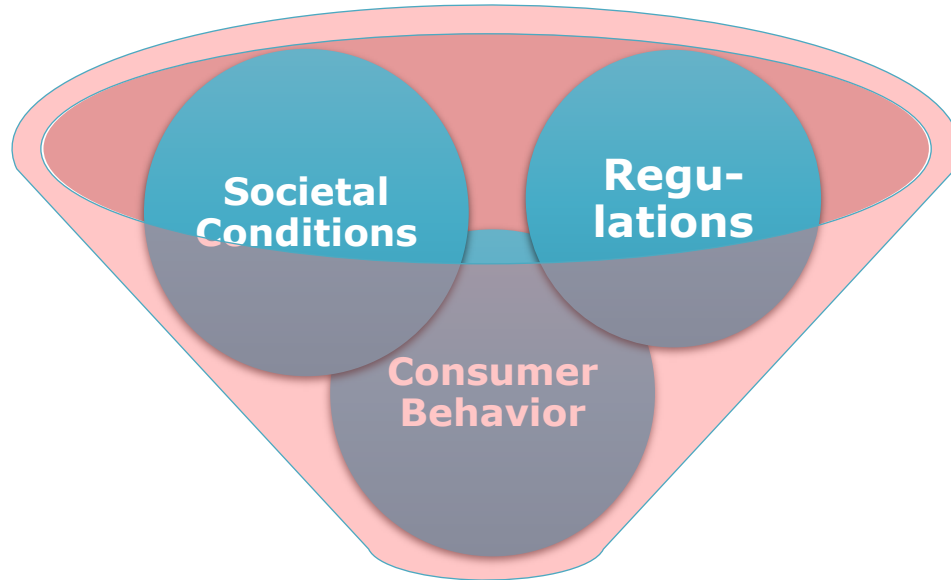 Societal
Conditions
Regu-
lations
Consumer
Behavior